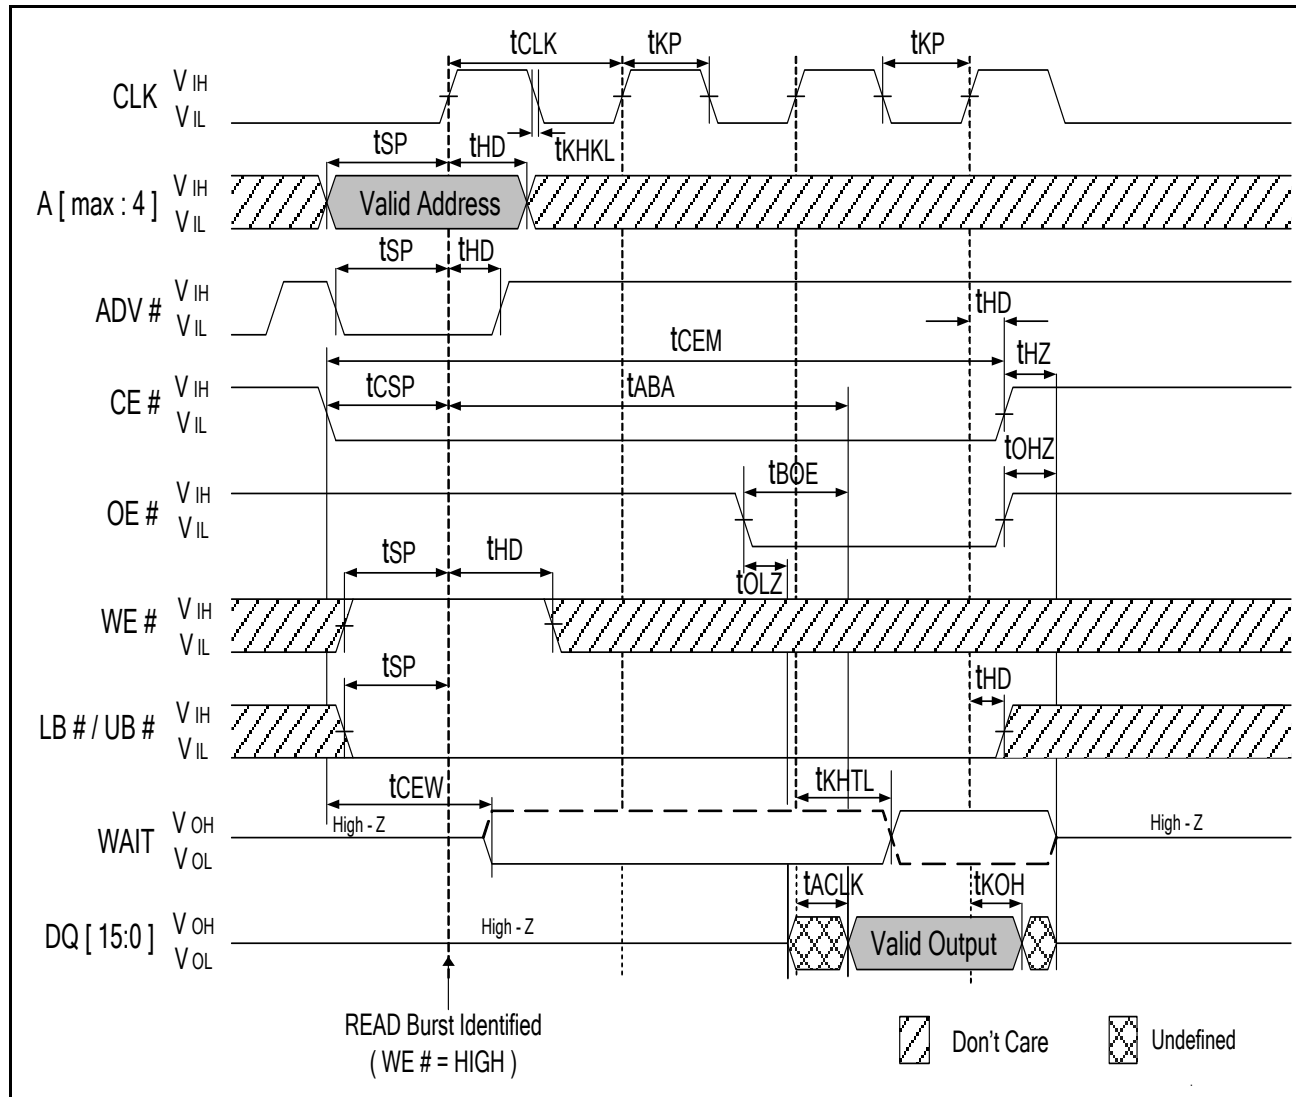 tCLK
tKP
tKP
CLK
V IH
V IL
tSP
tHD
tKHKL
A [ max : 4 ]
V IH
V IL
Valid Address
tSP
tHD
ADV #
V IH
V IL
tHD
tCEM
tHZ
CE #
V IH
V IL
tCSP
tABA
tOHZ
tBOE
OE #
V IH
V IL
tSP
tHD
tOLZ
WE #
V IH
V IL
tSP
tHD
LB # / UB #
V IH
V IL
tCEW
tKHTL
WAIT
V OH
V OL
High - Z
High - Z
tACLK
tKOH
DQ [ 15:0 ]
V OH
V OL
High - Z
Valid Output
READ Burst Identified
( WE # = HIGH )
Don't Care
Undefined